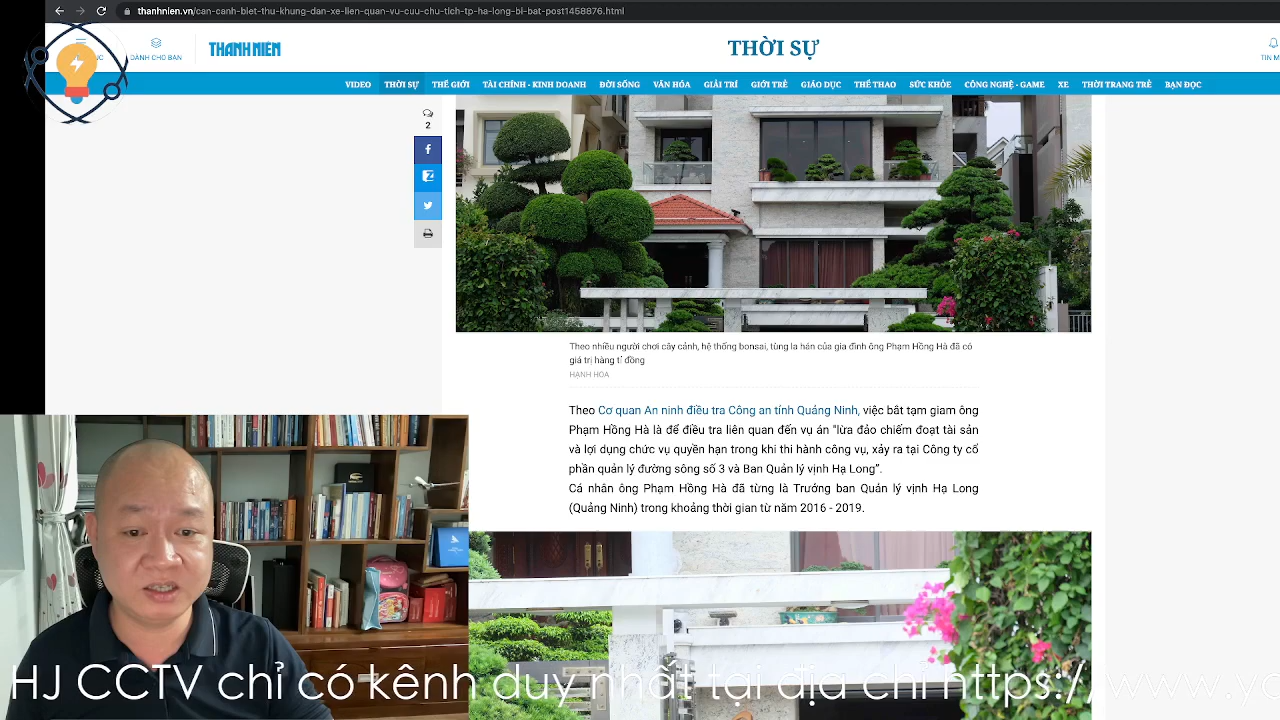 thanhnien.vn/can-canh-biet-thu-khung-dan-xe-lien-quan-vu-cuu-chu-tich-tp-ha-long-bi-bat-post1458876.html
DÀNH CHO BẠN
THANH NIÊN
THỜI SỰ
TIN M
VIDEO THỜI SỰ THẾ GIỚI TÀI CHÍNH - KINH DOANH ĐỜI SỐNG VĂN HÓA GIẢI TRÍ GIỚI TRẺ GIÁO DỤC THỂ THAO SỨC KHỎE CÔNG NGHỆ - GAME XE THỜI TRANG TRẺ BẠN ĐỌC
2
Theo nhiều người chơi cây cảnh, hệ thống bonsai, tùng la hán của gia đình ông Phạm Hồng Hà đã có
giá trị hàng tỉ đồng
HẠNH HÒA
Theo Cơ quan An ninh điều tra Công an tỉnh Quảng Ninh, việc bắt tạm giam ông
Phạm Hồng Hà là để điều tra liên quan đến vụ án "lừa đảo chiếm đoạt tài sản
và lợi dụng chức vụ quyền hạn trong khi thi hành công vụ, xảy ra tại Công ty cổ
phần quản lý đường sông số 3 và Ban Quản lý vịnh Hạ Long”.
Cá nhân ông Phạm Hồng Hà đã từng là Trưởng ban Quản lý vịnh Hạ Long
(Quảng Ninh) trong khoảng thời gian từ năm 2016 - 2019.
HJ CCTV chỉ có kênh duy nhất tại địa chỉ https://www.yo